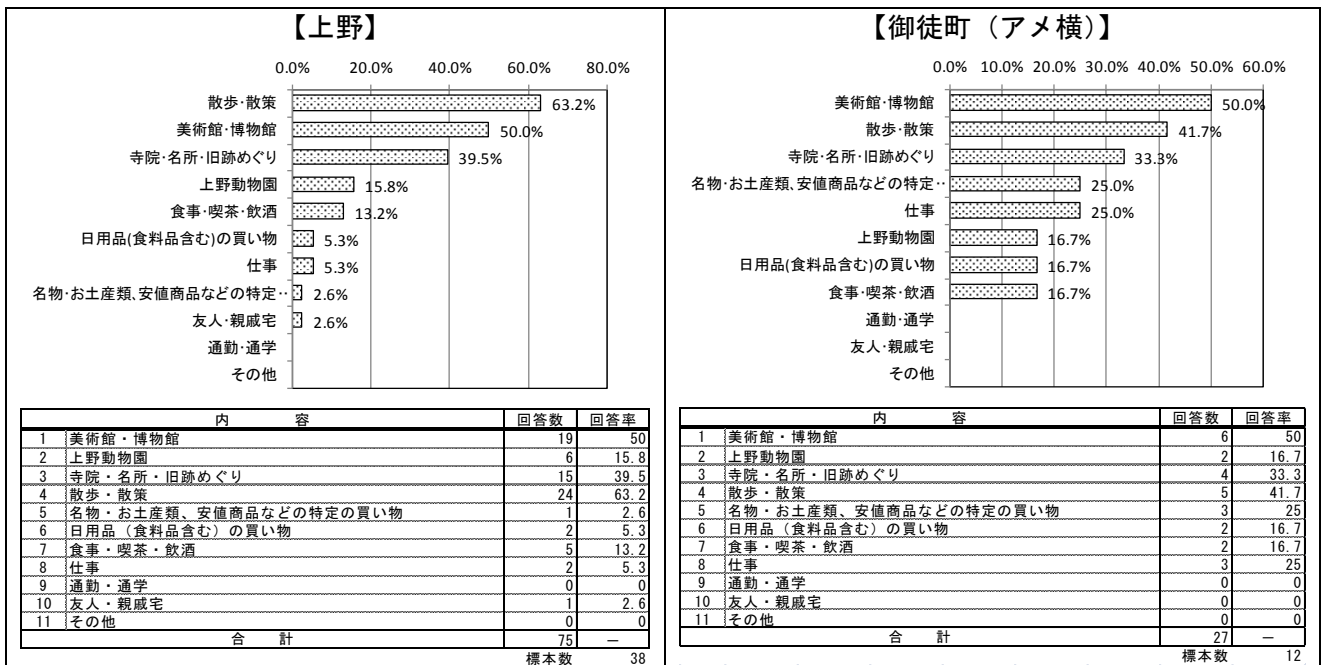 【上野】
0.0% 20.0% 40.0% 60.0% 80.0%
散歩・散策 63.2%
美術館・博物館 50.0%
寺院・名所・旧跡めぐり 39.5%
上野動物園 15.8%
食事・喫茶・飲酒 13.2%
日用品(食料品含む)の買い物 5.3%
仕事 5.3%
名物・お土産類、安値商品などの特定‥ 2.6%
友人・親戚宅 2.6%
通勤・通学
その他
内 容 回答数 回答率
1 美術館・博物館 19 50
2 上野動物園 6 15.8
3 寺院・名所・旧跡めぐり 15 39.5
4 散歩・散策 24 63.2
5 名物・お土産類、安値商品などの特定の買い物 1 2.6
6 日用品（食料品含む）の買い物 2 5.3
7 食事・喫茶・飲酒 5 13.2
8 仕事 2 5.3
9 通勤・通学 0 0
10 友人・親戚宅 1 2.6
11 その他 0 0
合 計 75 －
標本数 38
【御徒町（アメ横）】
0.0% 10.0% 20.0% 30.0% 40.0% 50.0% 60.0%
美術館・博物館 50.0%
散歩・散策 41.7%
寺院・名所・旧跡めぐり 33.3%
名物・お土産類、安値商品などの特定‥ 25.0%
仕事 25.0%
上野動物園 16.7%
日用品(食料品含む)の買い物 16.7%
食事・喫茶・飲酒 16.7%
通勤・通学
友人・親戚宅
その他
内 容 回答数 回答率
1 美術館・博物館 6 50
2 上野動物園 2 16.7
3 寺院・名所・旧跡めぐり 4 33.3
4 散歩・散策 5 41.7
5 名物・お土産類、安値商品などの特定の買い物 3 25
6 日用品（食料品含む）の買い物 2 16.7
7 食事・喫茶・飲酒 2 16.7
8 仕事 3 25
9 通勤・通学 0 0
10 友人・親戚宅 0 0
11 その他 0 0
合 計 27 －
標本数 12